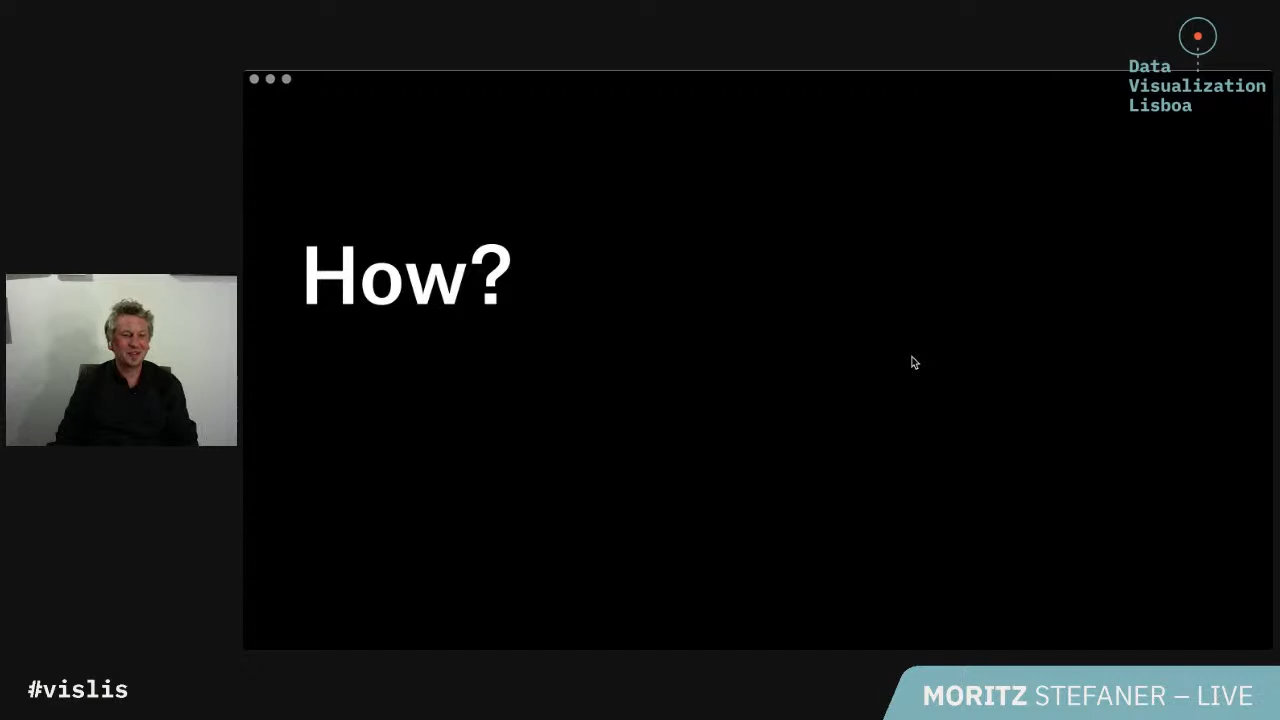 Data
Visualization
Lisboa
How?
#vislis
MORITZ STEFANER – LIVE